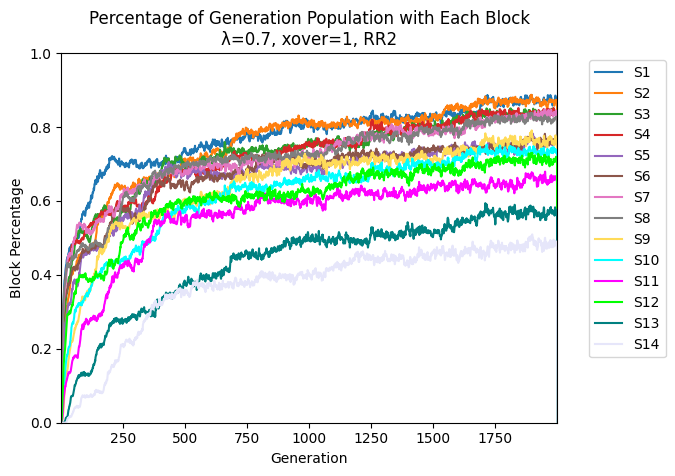 Percentage of Generation Population with Each Block
λ=0.7, xover=1, RR2
1.0
0.8
0.6
0.4
0.2
0.0
Block Percentage
250 500 750 1000 1250 1500 1750
Generation
S1
S2
S3
S4
S5
S6
S7
S8
S9
S10
S11
S12
S13
S14